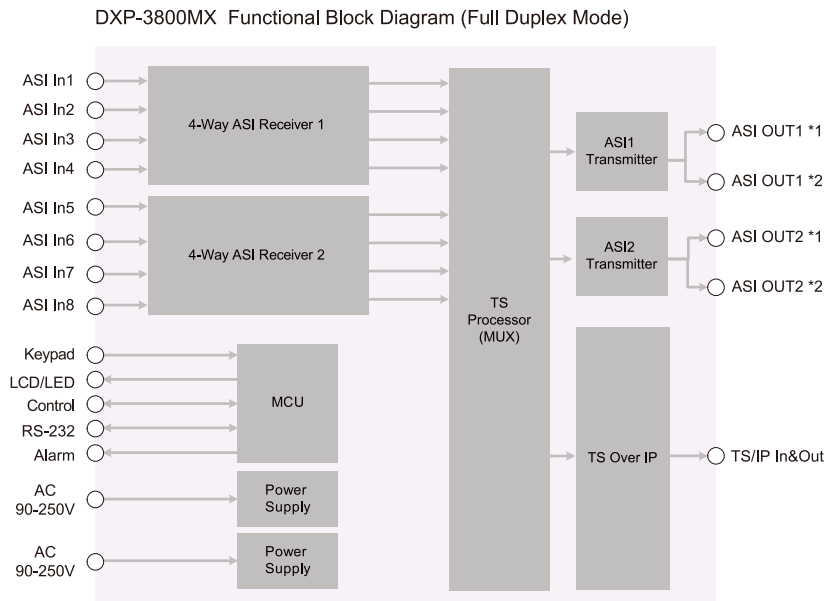 DXP-3800MX Functional Block Diagram (Full Duplex Mode)
ASI In1
ASI In2
ASI In3
ASI In4
4-Way ASI Receiver 1
ASI In5
ASI In6
ASI In7
ASI In8
4-Way ASI Receiver 2
Keypad
LCD/LED
Control
RS-232
Alarm
MCU
AC
90-250V
Power
Supply
AC
90-250V
Power
Supply
TS
Processor
(MUX)
ASI1
Transmitter
ASI OUT1 *1
ASI OUT1 *2
ASI2
Transmitter
ASI OUT2 *1
ASI OUT2 *2
TS Over IP
TS/IP In&Out